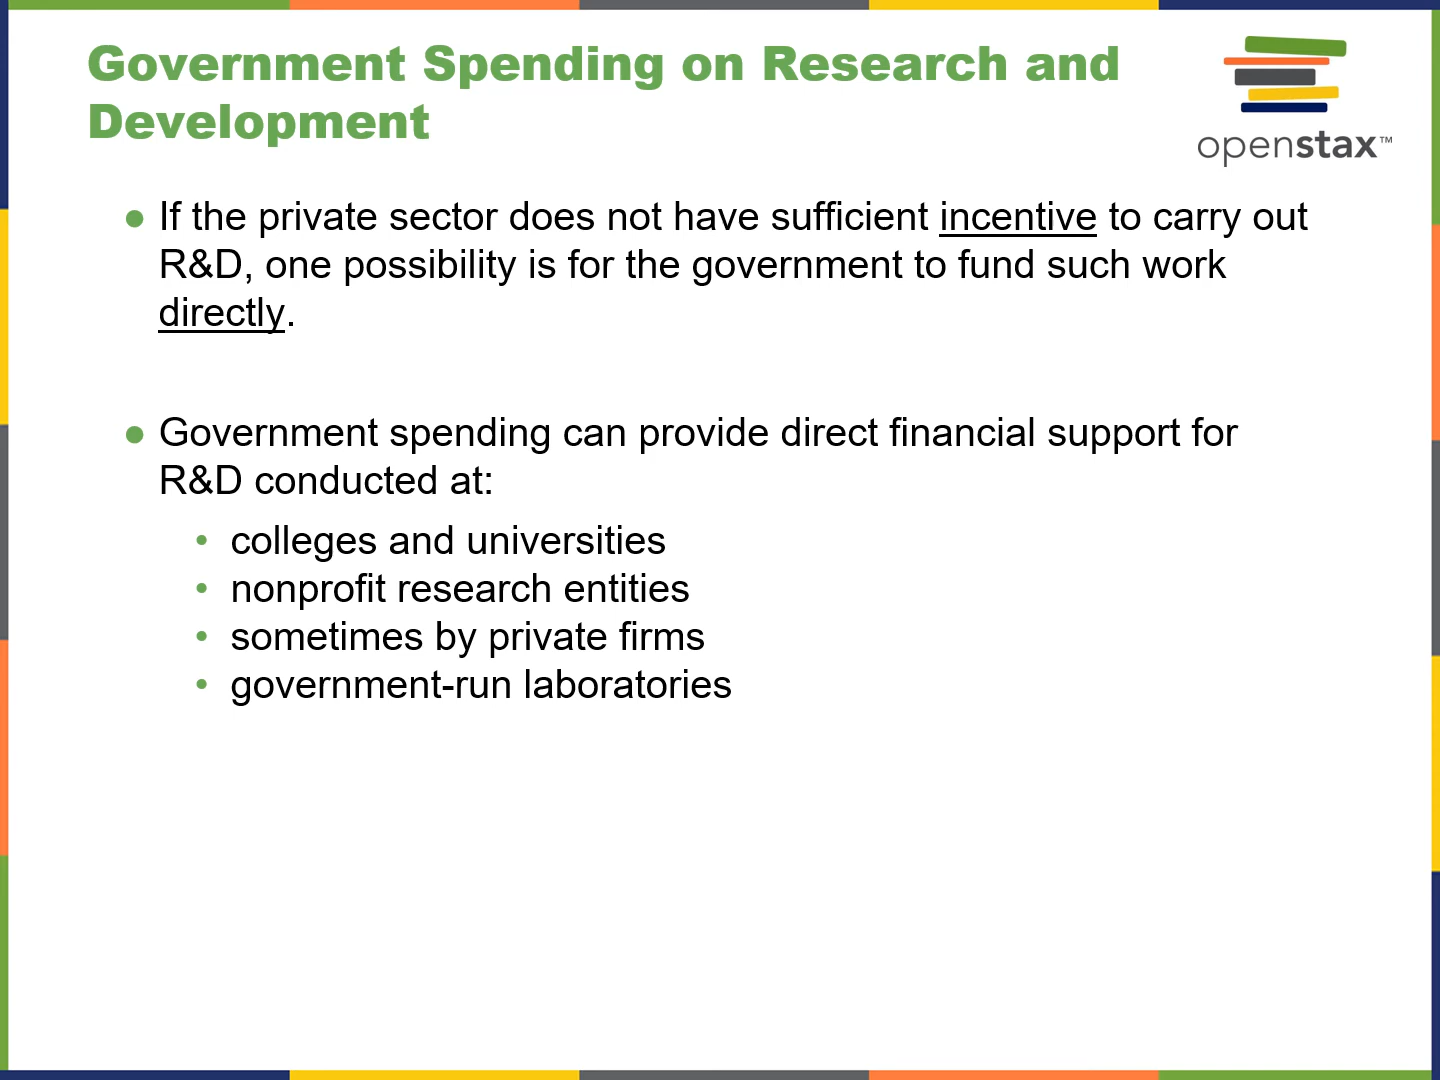 Government Spending on Research and
Development
openstax™
● If the private sector does not have sufficient incentive to carry out
R&D, one possibility is for the government to fund such work
directly.
● Government spending can provide direct financial support for
R&D conducted at:
• colleges and universities
• nonprofit research entities
• sometimes by private firms
• government-run laboratories